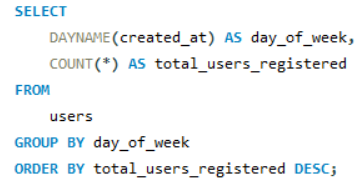 SELECT
DAYNAME(created_at) AS day_of_week,
COUNT(*) AS total_users_registered
FROM
users
GROUP BY day_of_week
ORDER BY total_users_registered DESC;